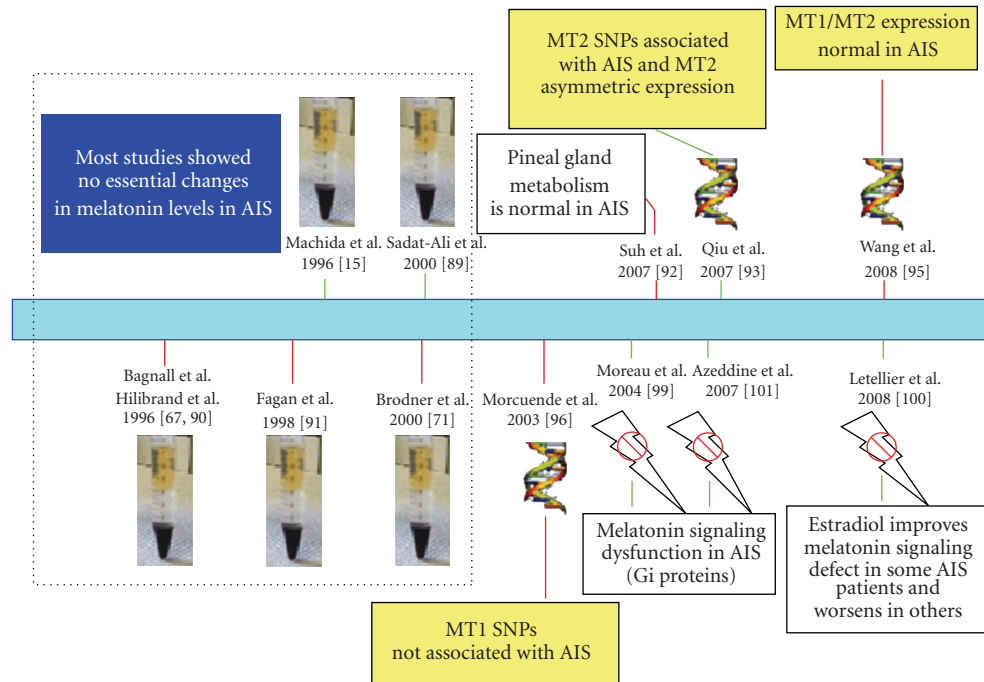 MT2 SNPs associated
with AIS and MT2
asymmetric expression
MT1/MT2 expression
normal in AIS
Most studies showed
no essential changes
in melatonin levels in AIS
Pineal gland
metabolism
is normal in AIS
Machida et al.
1996 [15]
Sadat-Ali et al.
2000 [89]
Suh et al.
2007 [92]
Qiu et al.
2007 [93]
Wang et al.
2008 [95]
Bagnall et al.
Hilibrand et al.
1996 [67, 90]
Fagan et al.
1998 [91]
Brodner et al.
2000 [71]
Morcuende et al.
2003 [96]
Moreau et al.
2004 [99]
Azeddine et al.
2007 [101]
Letellier et al.
2008 [100]
Melatonin signaling
dysfunction in AIS
(Gi proteins)
Estradiol improves
melatonin signaling
defect in some AIS
patients and
worsens in others
MT1 SNPs
not associated with AIS